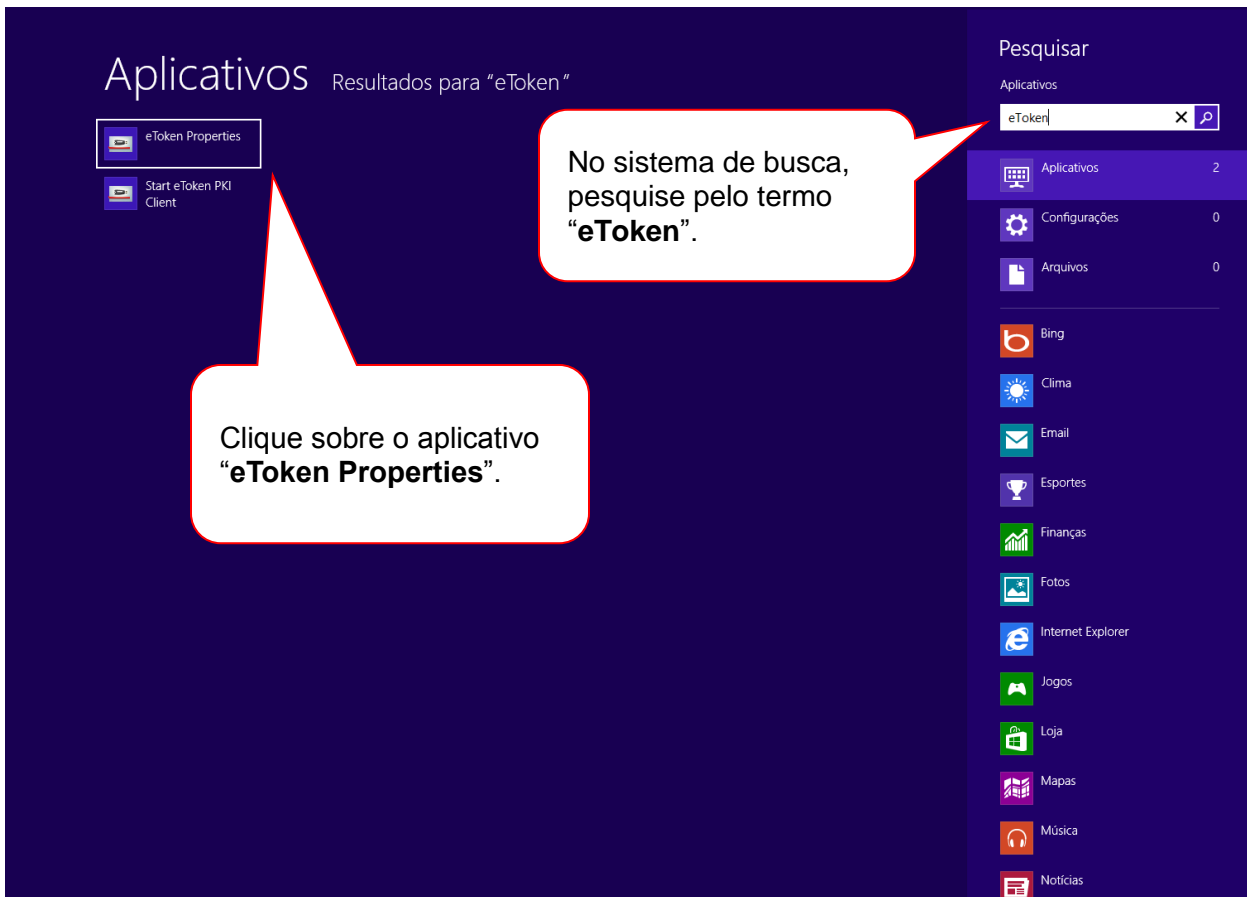 Aplicativos Resultados para "eToken"
eToken Properties
Start eToken PKI
Client
No sistema de busca,
pesquise pelo termo
“eToken”.
Clique sobre o aplicativo
“eToken Properties”.
Pesquisar
Aplicativos
eToken
Aplicativos 2
Configurações 0
Arquivos 0
Bing
Clima
Email
Esportes
Finanças
Fotos
Internet Explorer
Jogos
Loja
Mapas
Música
Notícias